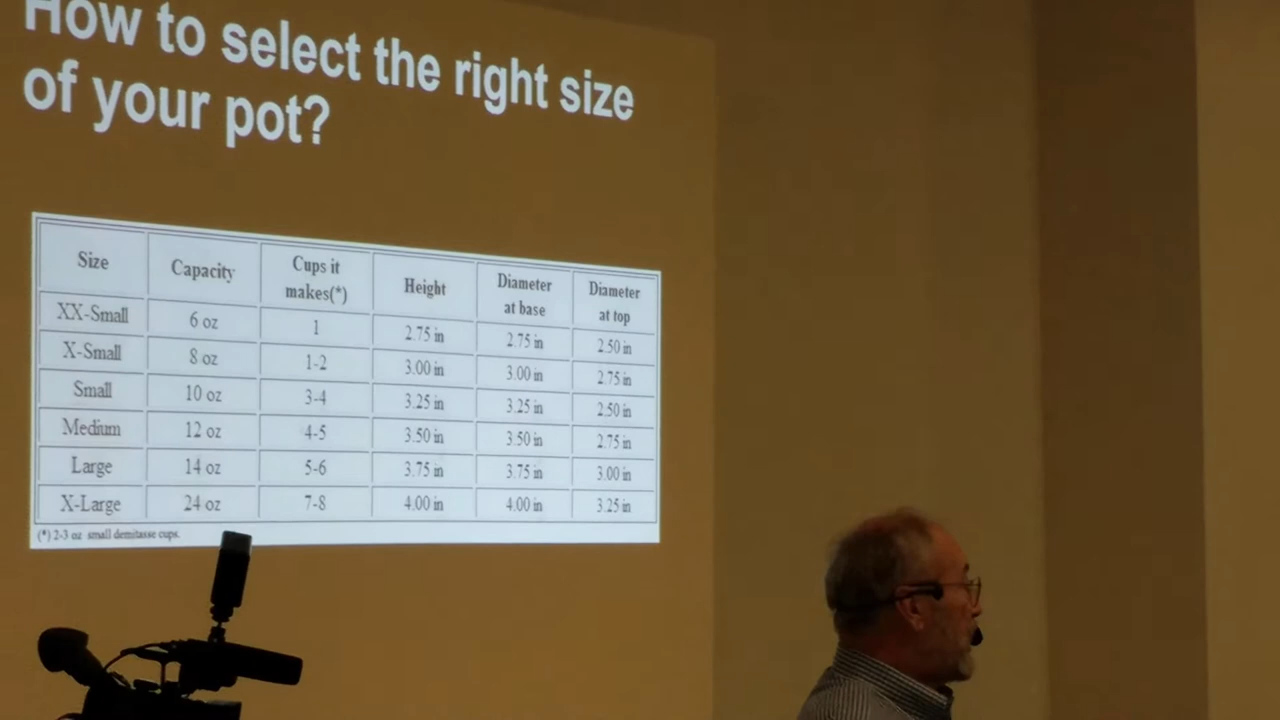 How to select the right size
of your pot?
Size Capacity Cups it makes(*) Height Diameter at base Diameter at top
XX-Small 6 oz 1 2.75 in 2.75 in 2.50 in
X-Small 8 oz 1-2 3.00 in 3.00 in 2.75 in
Small 10 oz 3-4 3.25 in 3.25 in 2.50 in
Medium 12 oz 4-5 3.50 in 3.50 in 2.75 in
Large 14 oz 5-6 3.75 in 3.75 in 3.00 in
X-Large 24 oz 7-8 4.00 in 4.00 in 3.25 in
(*) 2-3 oz small demitasse cups.